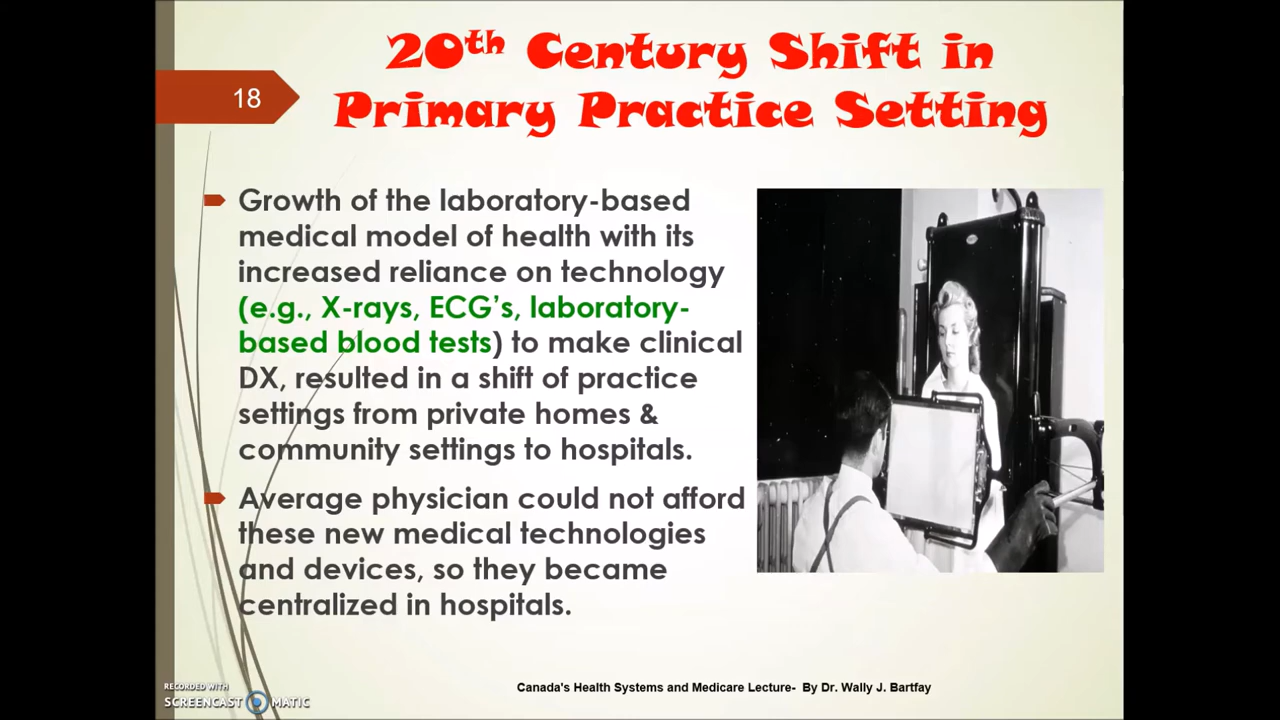 20th Century Shift in
Primary Practice Setting
18
Growth of the laboratory-based
medical model of health with its
increased reliance on technology
(e.g., X-rays, ECG's, laboratory-
based blood tests) to make clinical
DX, resulted in a shift of practice
settings from private homes &
community settings to hospitals.
Average physician could not afford
these new medical technologies
and devices, so they became
centralized in hospitals.
Canada's Health Systems and Medicare Lecture- By Dr. Wally J. Bartfay
RECORDED WITH
SCREENCAST MATIC